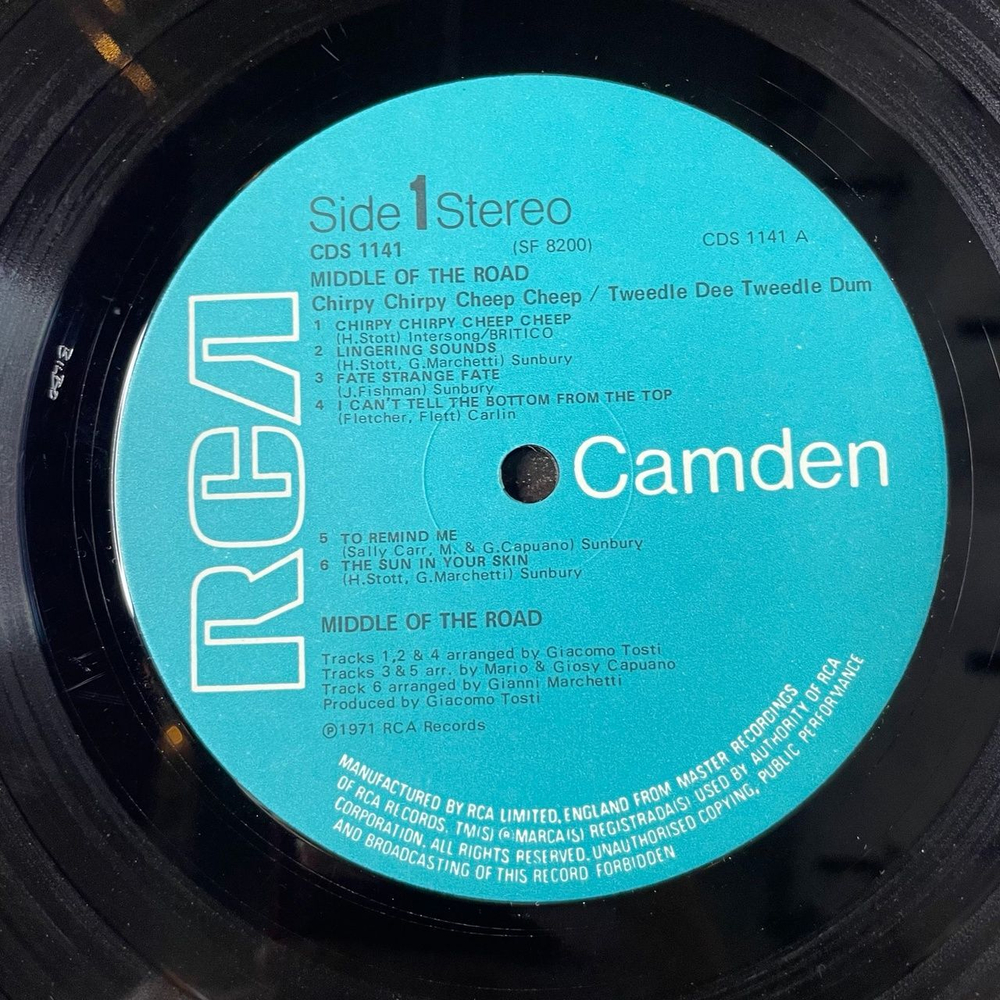 Side 1 Stereo
CDS 1141 (SF 8200) CDS 1141 A
MIDDLE OF THE ROAD
Chirpy Chirpy Cheep Cheep / Tweedle Dee Tweedle Dum
1 CHIRPY CHIRPY CHEEP CHEEP
(H.Stott) Intersong/BRITICO
2 LINGERING SOUNDS
(H.Stott, G.Marchetti) Sunbury
3 FATE STRANGE FATE
(J.Fishman) Sunbury
4 I CAN'T TELL THE BOTTOM FROM THE TOP
(Fletcher, Flett) Carlin
RCA
Camden
5 TO REMIND ME
(Sally Carr, M. & G.Capuano) Sunbury
6 THE SUN IN YOUR SKIN
(H.Stott, G.Marchetti) Sunbury
MIDDLE OF THE ROAD
Tracks 1,2 & 4 arranged by Giacomo Tosti
Tracks 3 & 5 arr. by Mario & Giosy Capuano
Track 6 arranged by Gianni Marchetti
Produced by Giacomo Tosti
℗1971 RCA Records
MANUFACTURED BY RCA LIMITED, ENGLAND FROM MASTER RECORDINGS
OF RCA RECORDS. TM(S) ® MARCA(S) REGISTRADA(S) USED BY AUTHORITY OF RCA
CORPORATION. ALL RIGHTS RESERVED. UNAUTHORISED COPYING, PUBLIC PERFORMANCE
AND BROADCASTING OF THIS RECORD FORBIDDEN